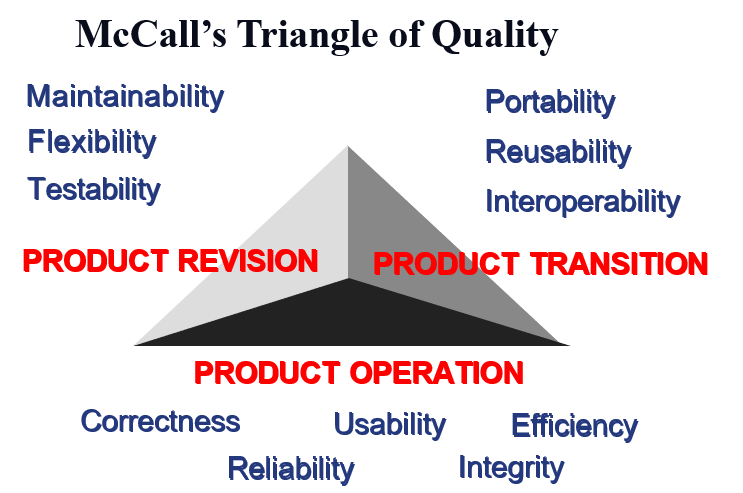 McCall's Triangle of Quality
Maintainability
Flexibility
Testability
Portability
Reusability
Interoperability
PRODUCT REVISION
PRODUCT TRANSITION
PRODUCT OPERATION
Correctness
Usability
Efficiency
Reliability
Integrity